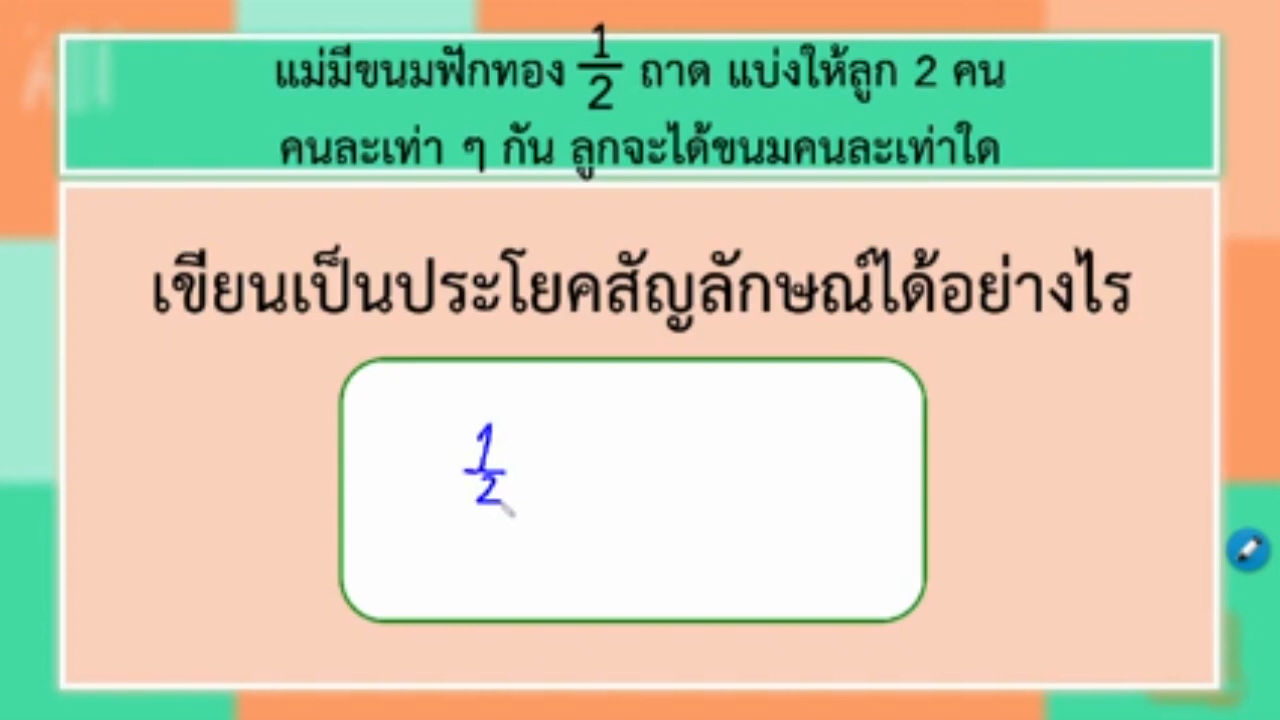 แม่มีขนมฟักทอง 1/2 ถาด แบ่งให้ลูก 2 คน
คนละเท่า ๆ กัน ลูกจะได้ขนมคนละเท่าใด
เขียนเป็นประโยคสัญลักษณ์ได้อย่างไร
1/2